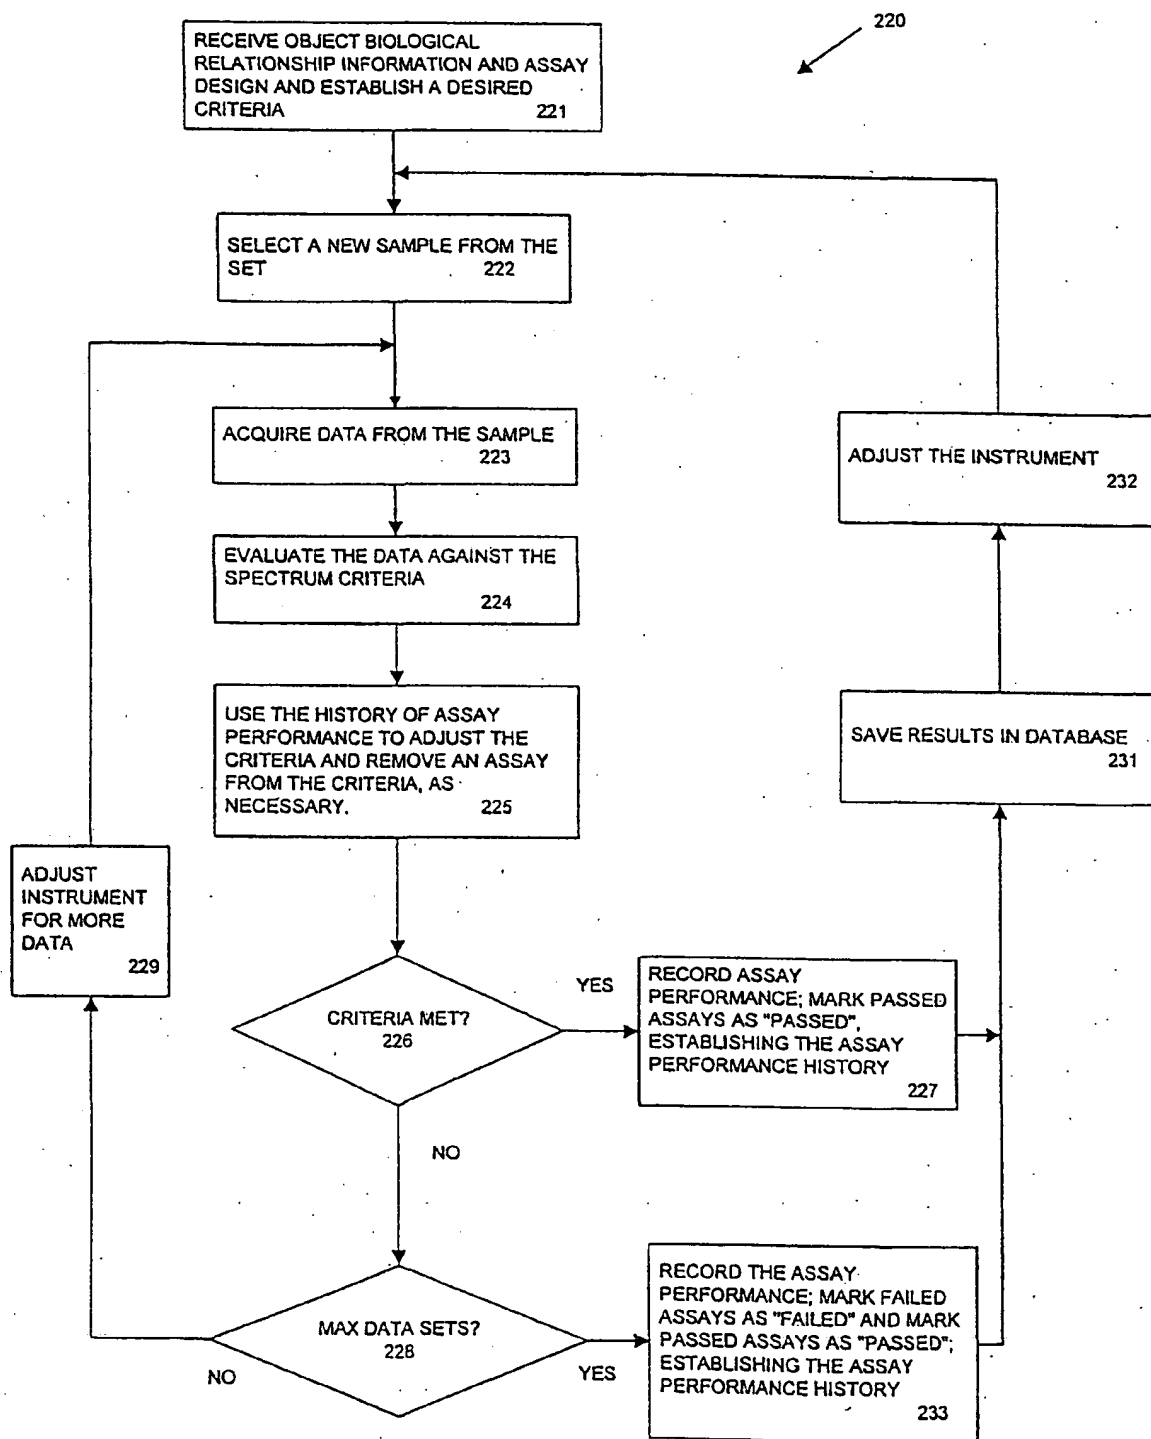 220
RECEIVE OBJECT BIOLOGICAL
RELATIONSHIP INFORMATION AND ASSAY
DESIGN AND ESTABLISH A DESIRED
CRITERIA 221
SELECT A NEW SAMPLE FROM THE
SET 222
ACQUIRE DATA FROM THE SAMPLE
223
EVALUATE THE DATA AGAINST THE
SPECTRUM CRITERIA
224
USE THE HISTORY OF ASSAY
PERFORMANCE TO ADJUST THE
CRITERIA AND REMOVE AN ASSAY
FROM THE CRITERIA, AS
NECESSARY. 225
CRITERIA MET?
226
YES
RECORD ASSAY
PERFORMANCE; MARK PASSED
ASSAYS AS "PASSED",
ESTABLISHING THE ASSAY
PERFORMANCE HISTORY
227
NO
MAX DATA SETS?
228
NO
YES
ADJUST
INSTRUMENT
FOR MORE
DATA
229
RECORD THE ASSAY
PERFORMANCE; MARK FAILED
ASSAYS AS "FAILED" AND MARK
PASSED ASSAYS AS "PASSED";
ESTABLISHING THE ASSAY
PERFORMANCE HISTORY
233
SAVE RESULTS IN DATABASE
231
ADJUST THE INSTRUMENT
232